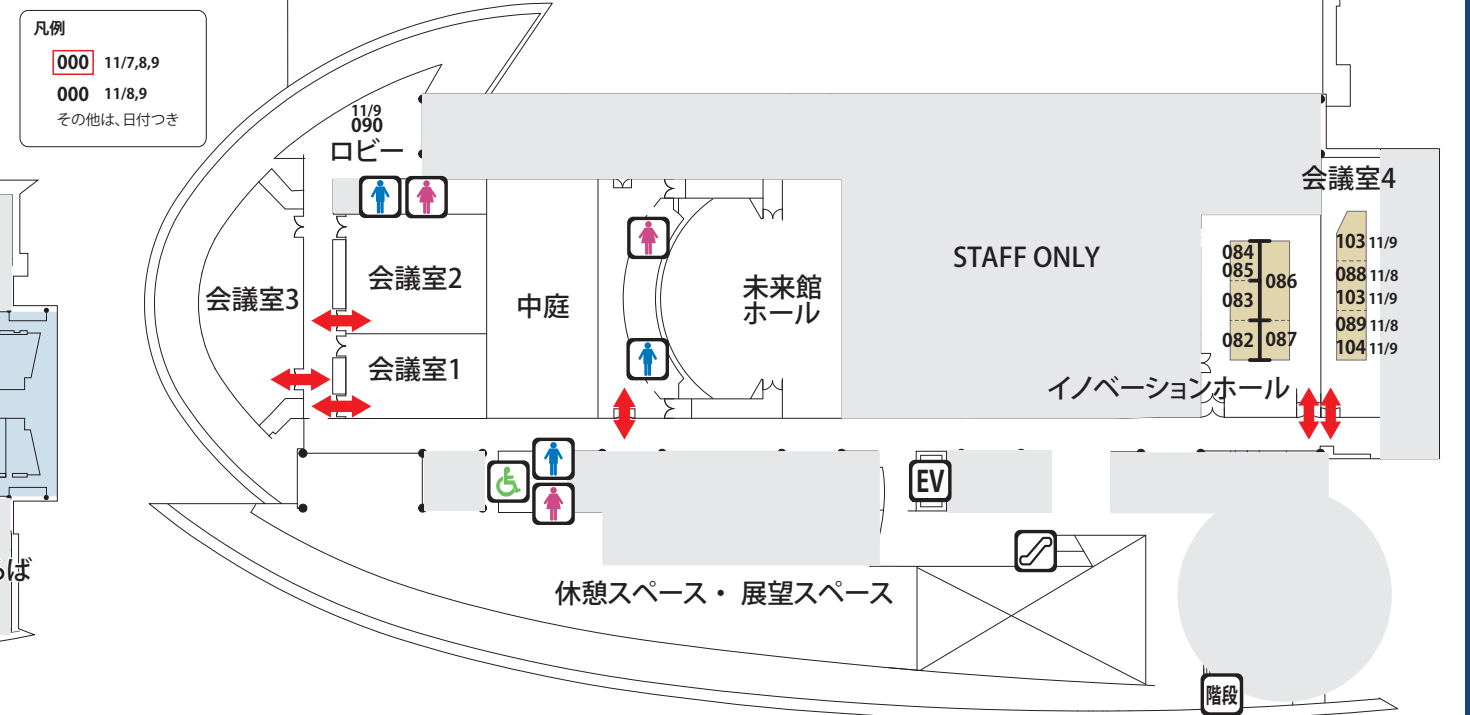 凡例
000 11/7,8,9
000 11/8,9
その他は、日付つき
11/9
090
ロビー
会議室4
会議室3
会議室2
会議室1
中庭
未来館
ホール
STAFF ONLY
084
085
086
083
082
087
103 11/9
088 11/8
103 11/9
089 11/8
104 11/9
イノベーションホール
EV
ば
休憩スペース・ 展望スペース
階段